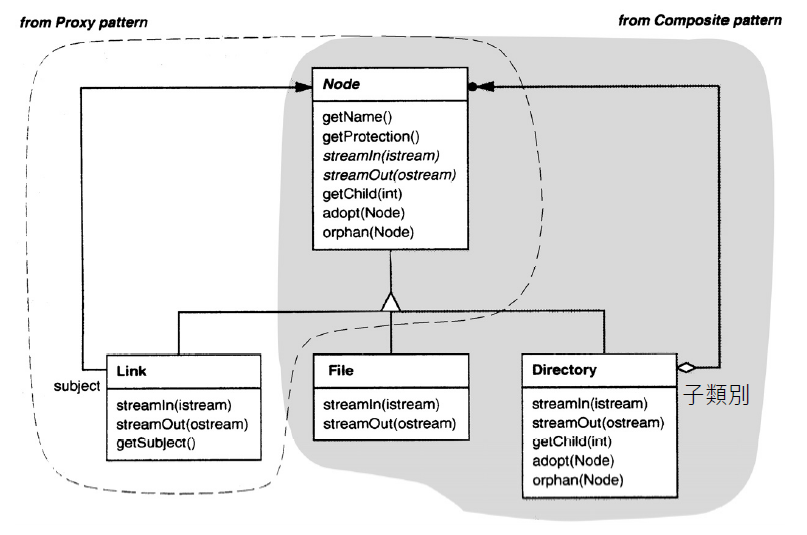 from Proxy pattern
from Composite pattern
Node
getName()
getProtection()
streamIn(istream)
streamOut(ostream)
getChild(int)
adopt(Node)
orphan(Node)
subject
Link
streamIn(istream)
streamOut(ostream)
getSubject()
File
streamIn(istream)
streamOut(ostream)
Directory
streamIn(istream)
streamOut(ostream)
getChild(int)
adopt(Node)
orphan(Node)
子類別